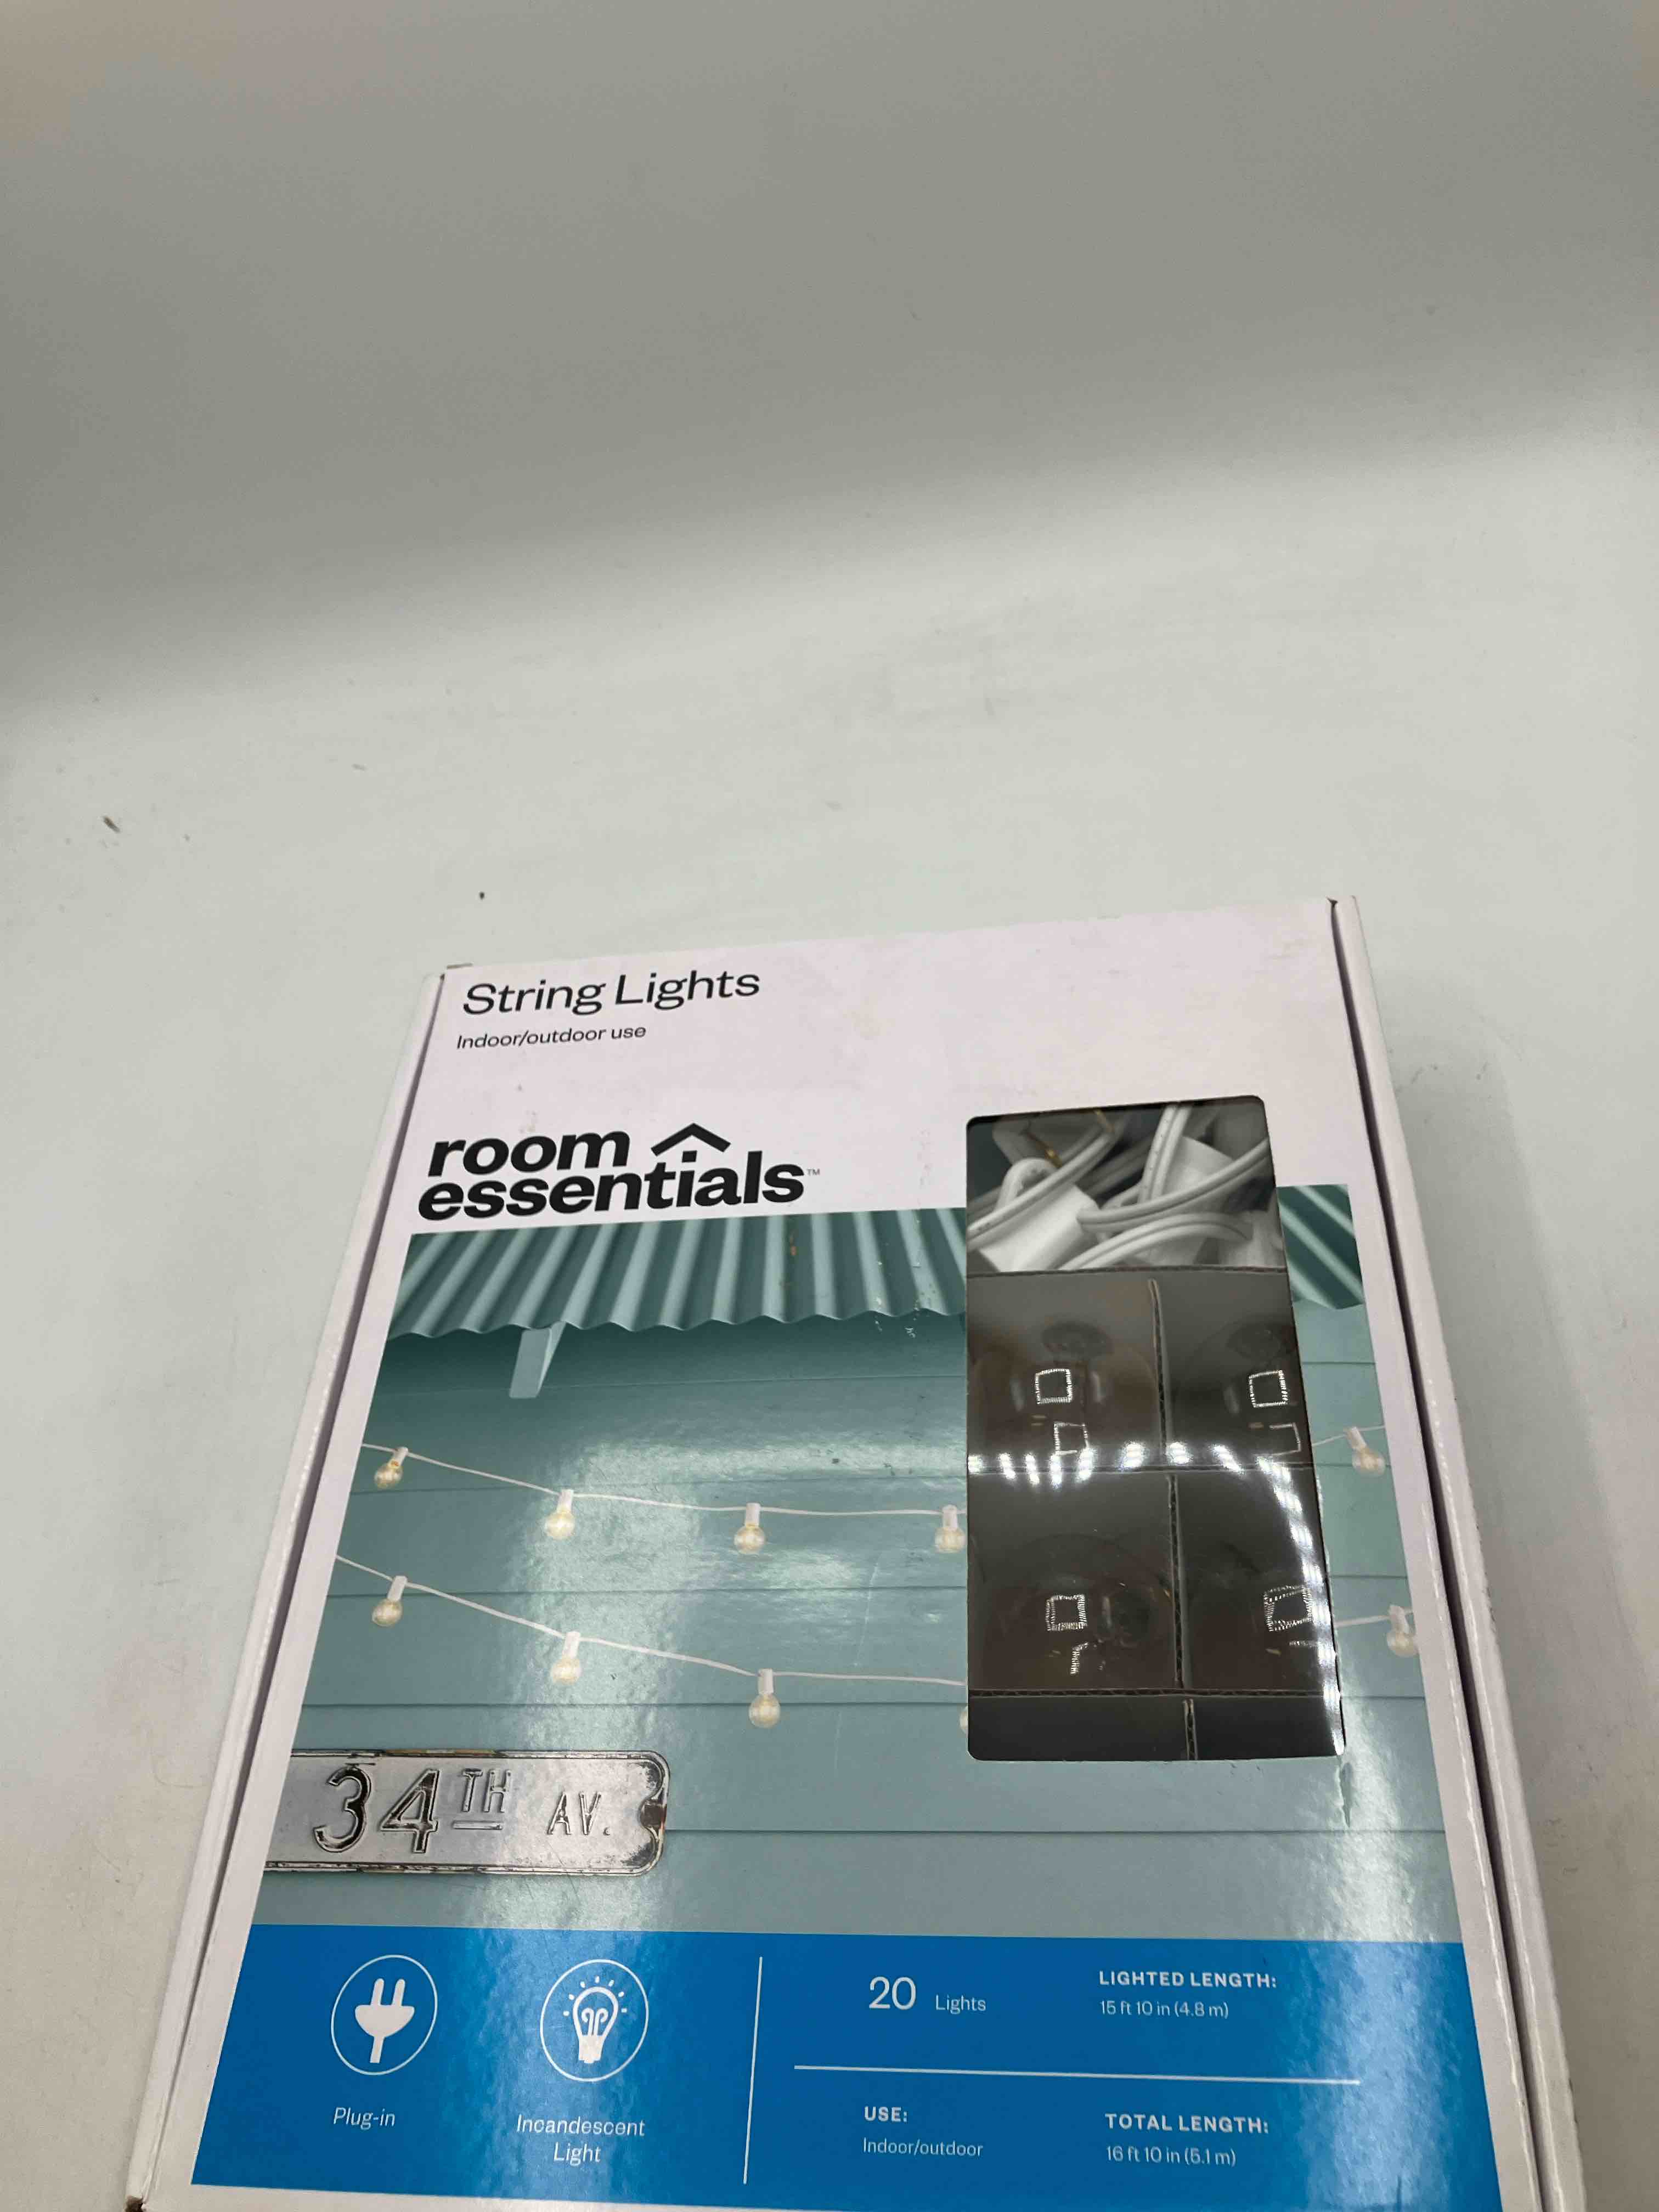 String Lights
Indoor/outdoor use
room
essentials™
34TH AV.
Plug-in
Incandescent
Light
20 Lights
LIGHTED LENGTH:
15 ft 10 in (4.8 m)
USE:
Indoor/outdoor
TOTAL LENGTH:
16 ft 10 in (5.1 m)